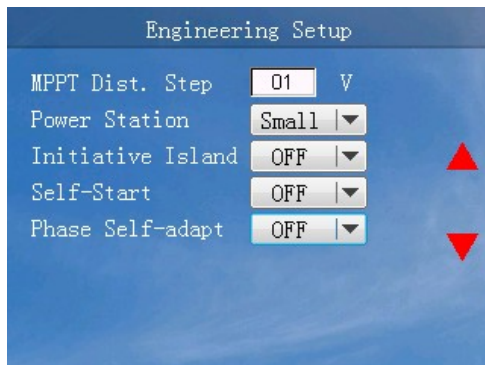 Engineering Setup
MPPT Dist. Step 01 V
Power Station Small
Initiative Island OFF
Self-Start OFF
Phase Self-adapt OFF